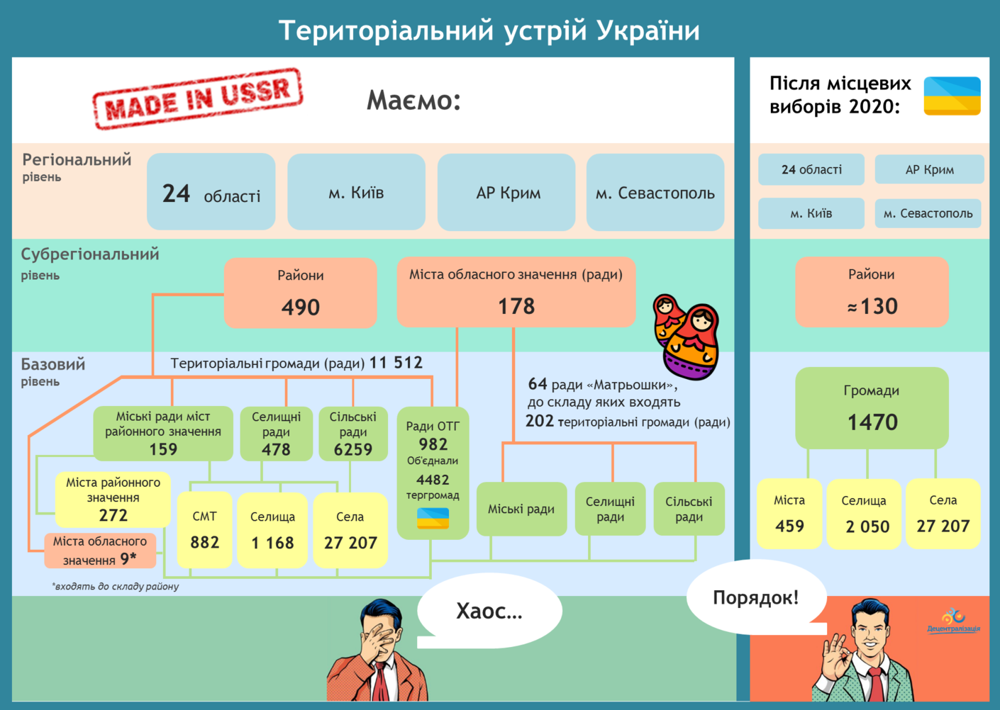 Територіальний устрій України
MADE IN USSR
Маємо:
Регіональний
рівень
24 області
м. Київ
АР Крим
м. Севастополь
Субрегіональний
рівень
Райони
490
Міста обласного значення (ради)
178
Базовий
рівень
Територіальні громади (ради) 11 512
64 ради «Матрьошки»,
до складу яких входять
202 територіальні громади (ради)
Міські ради міст
районного значення
159
Селищні
ради
478
Сільські
ради
6259
Ради ОТГ
982
Об'єднали
4482
тергромад
Міські ради
Селищні
ради
Сільські
ради
Міста районного
значення
272
СМТ
882
Селища
1 168
Села
27 207
Міста обласного
значення 9*
*входять до складу району
Хаос...
Після місцевих
виборів 2020:
24 області
АР Крим
м. Київ
м. Севастополь
Райони
≈130
Громади
1470
Міста
459
Селища
2 050
Села
27 207
Порядок!
Децентралізація